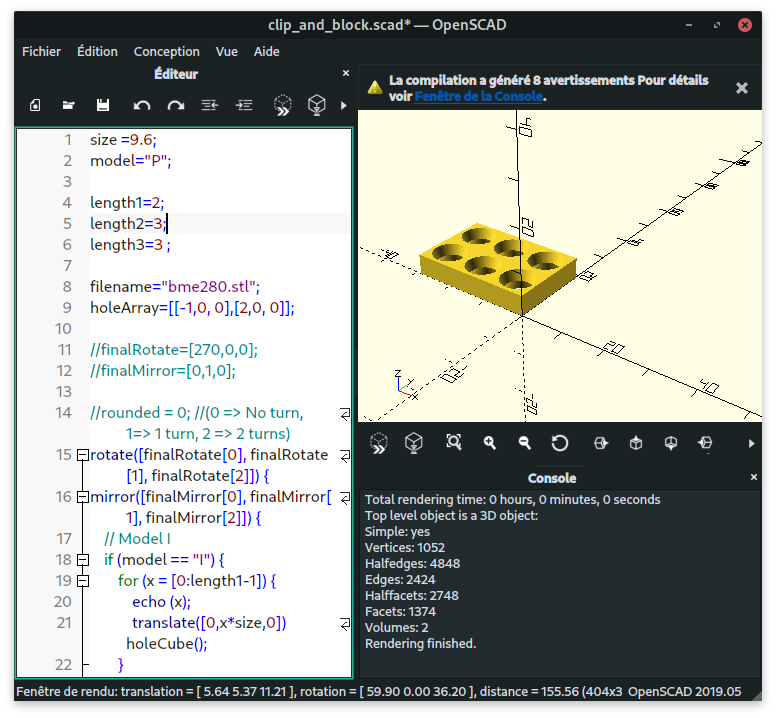 clip_and_block.scad* — OpenSCAD
Fichier Édition Conception Vue Aide
Éditeur
1 size =9.6;
2 model="P";
3
4 length1=2;
5 length2=3;
6 length3=3 ;
7
8 filename="bme280.stl";
9 holeArray=[[-1,0, 0],[2,0, 0]];
10
11 //finalRotate=[270,0,0];
12 //finalMirror=[0,1,0];
13
14 //rounded = 0; //(0 => No turn,
1=> 1 turn, 2 => 2 turns)
15 rotate([finalRotate[0], finalRotate
[1], finalRotate[2]]) {
16 mirror([finalMirror[0], finalMirror[
1], finalMirror[2]]) {
17 // Model I
18 if (model == "I") {
19 for (x = [0:length1-1]) {
20 echo (x);
21 translate([0,x*size,0])
holeCube();
22 }
La compilation a généré 8 avertissements Pour détails
voir Fenêtre de la Console.
20
40
z
x
Console
Total rendering time: 0 hours, 0 minutes, 0 seconds
Top level object is a 3D object:
Simple: yes
Vertices: 1052
Halfedges: 4848
Edges: 2424
Halffacets: 2748
Facets: 1374
Volumes: 2
Rendering finished.
Fenêtre de rendu: translation = [ 5.64 5.37 11.21 ], rotation = [ 59.90 0.00 36.20 ], distance = 155.56 (404x3 OpenSCAD 2019.05